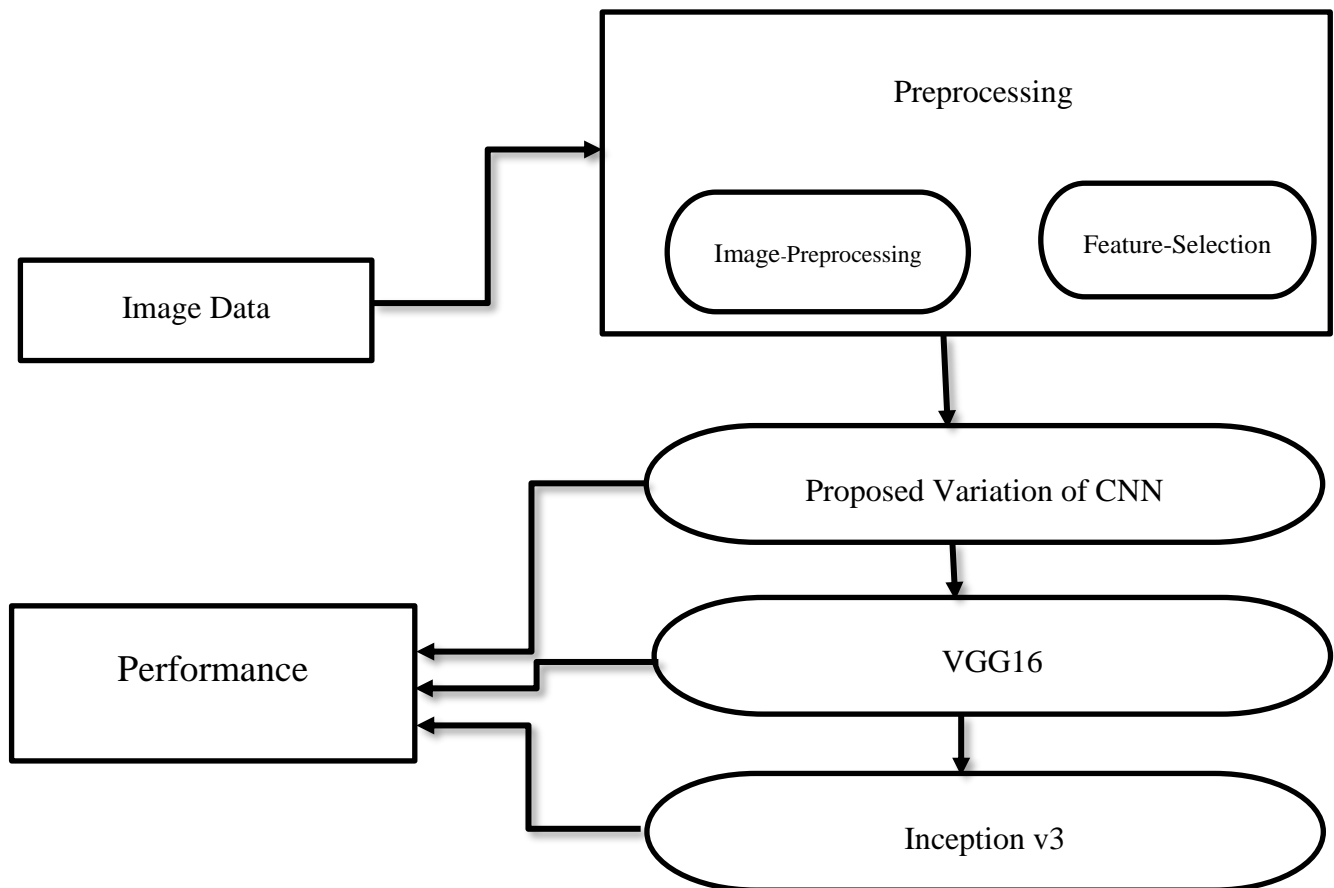 Preprocessing
Image-Preprocessing
Feature-Selection
Image Data
Proposed Variation of CNN
Performance
VGG16
Inception v3